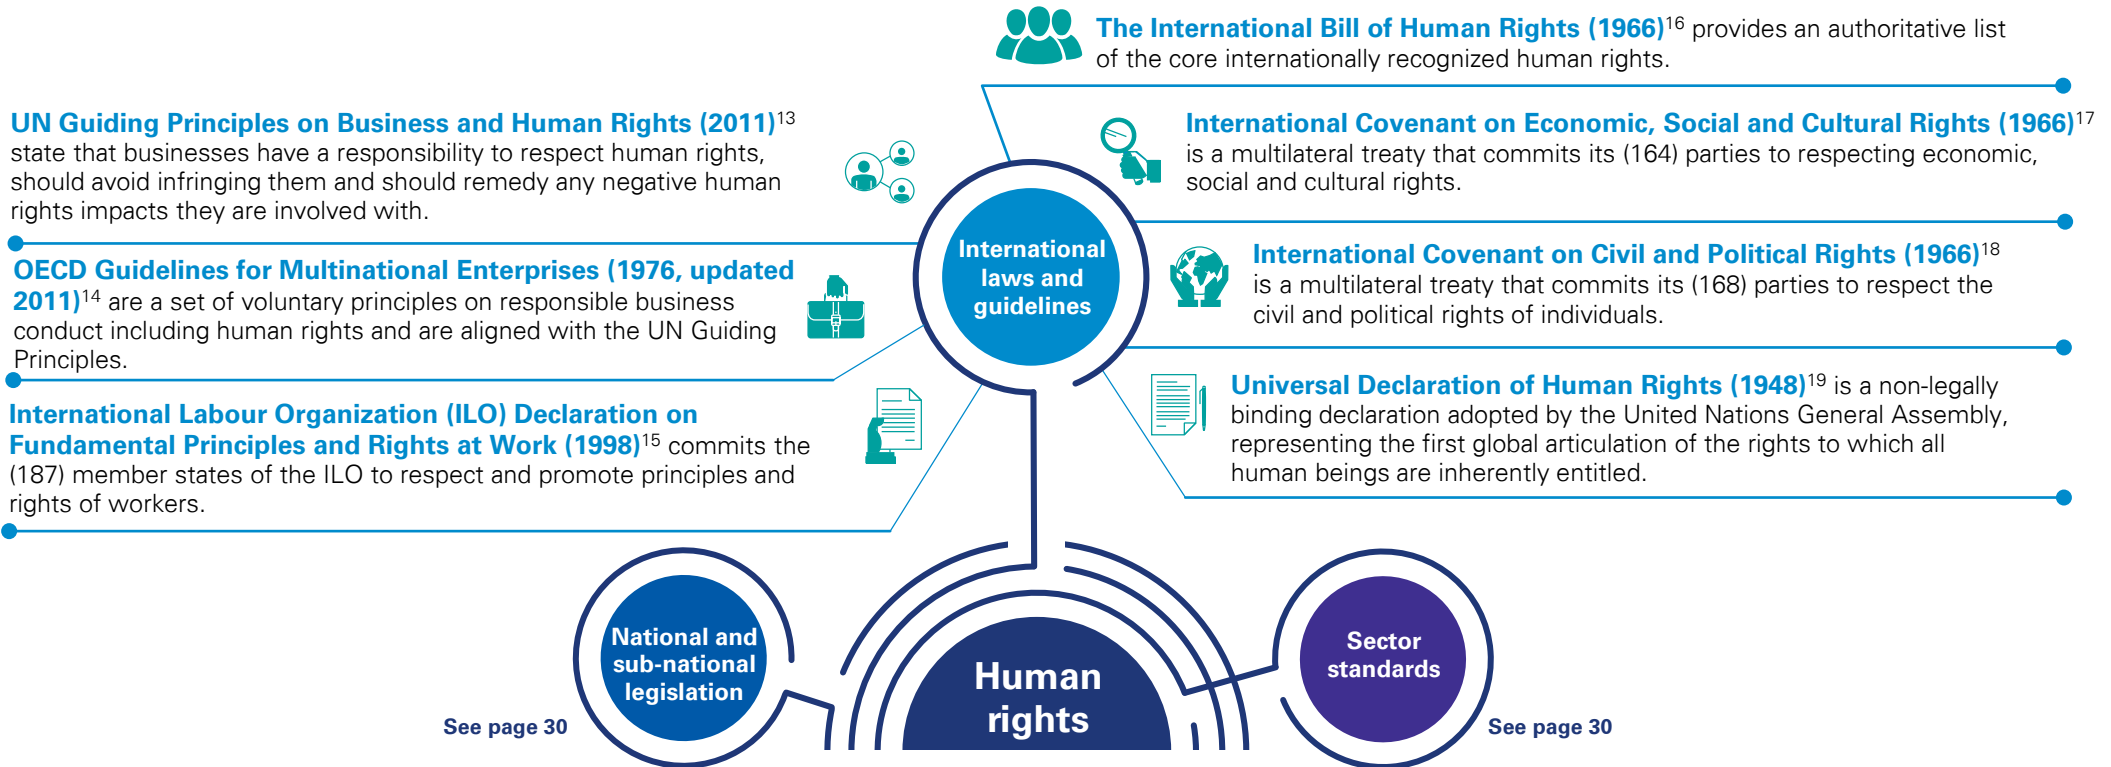 The International Bill of Human Rights (1966)16 provides an authoritative list
of the core internationally recognized human rights.
UN Guiding Principles on Business and Human Rights (2011)13
state that businesses have a responsibility to respect human rights,
should avoid infringing them and should remedy any negative human
rights impacts they are involved with.
International Covenant on Economic, Social and Cultural Rights (1966)17
is a multilateral treaty that commits its (164) parties to respecting economic,
social and cultural rights.
International
laws and
guidelines
OECD Guidelines for Multinational Enterprises (1976, updated
2011)14 are a set of voluntary principles on responsible business
conduct including human rights and are aligned with the UN Guiding
Principles.
International Covenant on Civil and Political Rights (1966)18
is a multilateral treaty that commits its (168) parties to respect the
civil and political rights of individuals.
International Labour Organization (ILO) Declaration on
Fundamental Principles and Rights at Work (1998)15 commits the
(187) member states of the ILO to respect and promote principles and
rights of workers.
Universal Declaration of Human Rights (1948)19 is a non-legally
binding declaration adopted by the United Nations General Assembly,
representing the first global articulation of the rights to which all
human beings are inherently entitled.
National and
sub-national
legislation
See page 30
Human
rights
Sector
standards
See page 30